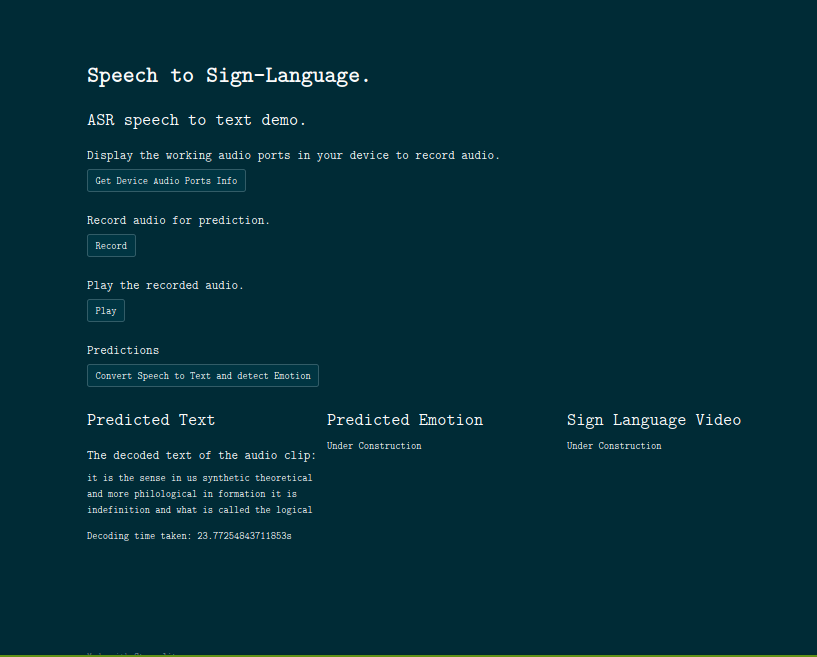 Speech to Sign-Language.
ASR speech to text demo.
Display the working audio ports in your device to record audio.
Get Device Audio Ports Info
Record audio for prediction.
Record
Play the recorded audio.
Play
Predictions
Convert Speech to Text and detect Emotion
Predicted Text
The decoded text of the audio clip:
it is the sense in us synthetic theoretical
and more philological in formation it is
indefinition and what is called the logical
Decoding time taken: 23.77254843711853s
Predicted Emotion
Under Construction
Sign Language Video
Under Construction